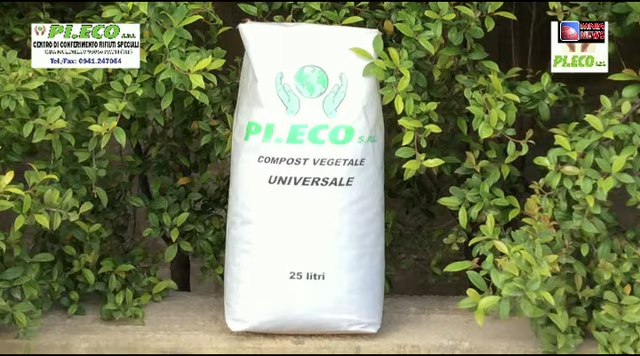 PI.ECO S.R.L.
CENTRO DI CONFERIMENTO RIFIUTI SPECIALI
Tel./Fax: 0941.247064
NEWS
PI.ECO S.r.l.
PI.ECO S.r.l.
COMPOST VEGETALE
UNIVERSALE
25 litri